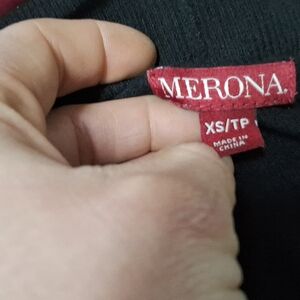 MERONA.
XS/TP
MADE IN
CHINA